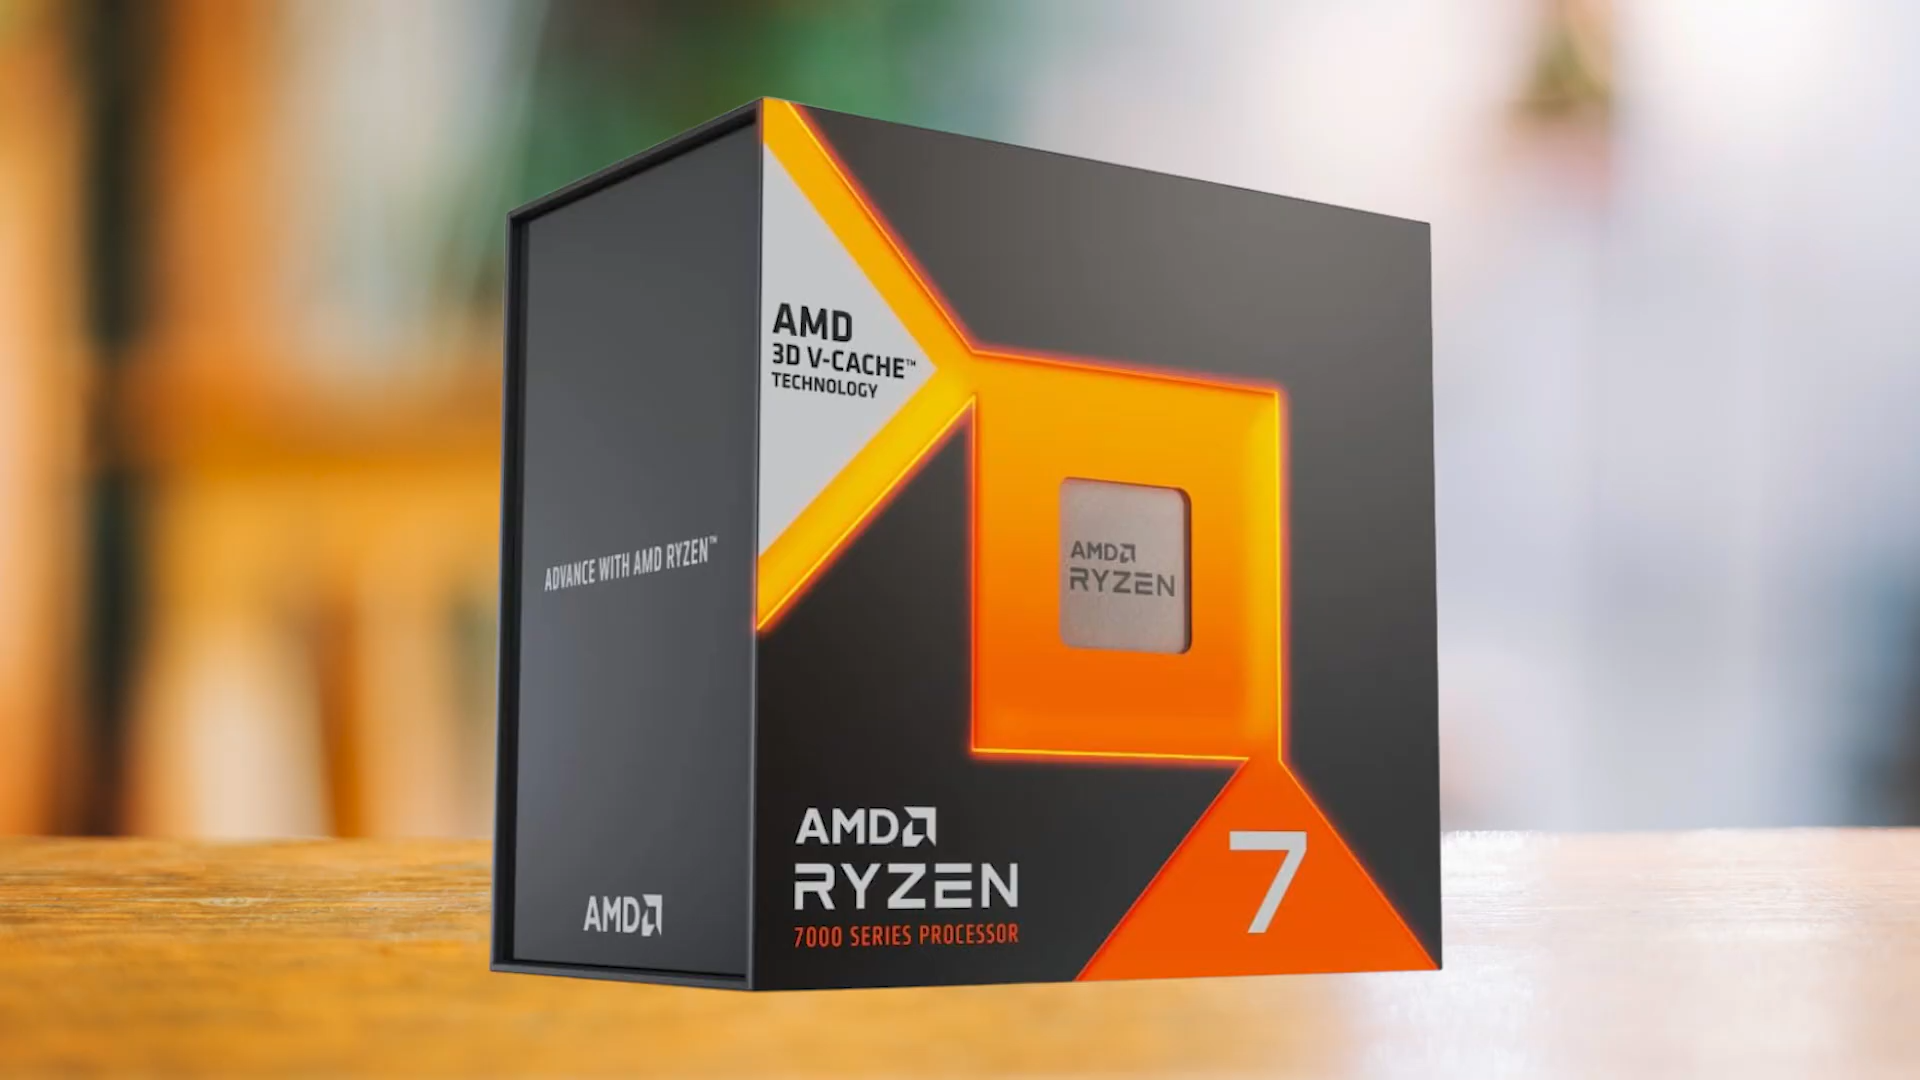 ADVANCE WITH AMD RYZEN™
AMD
AMD
3D V-CACHE™
TECHNOLOGY
AMD
RYZEN
AMD
RYZEN
7000 SERIES PROCESSOR
7